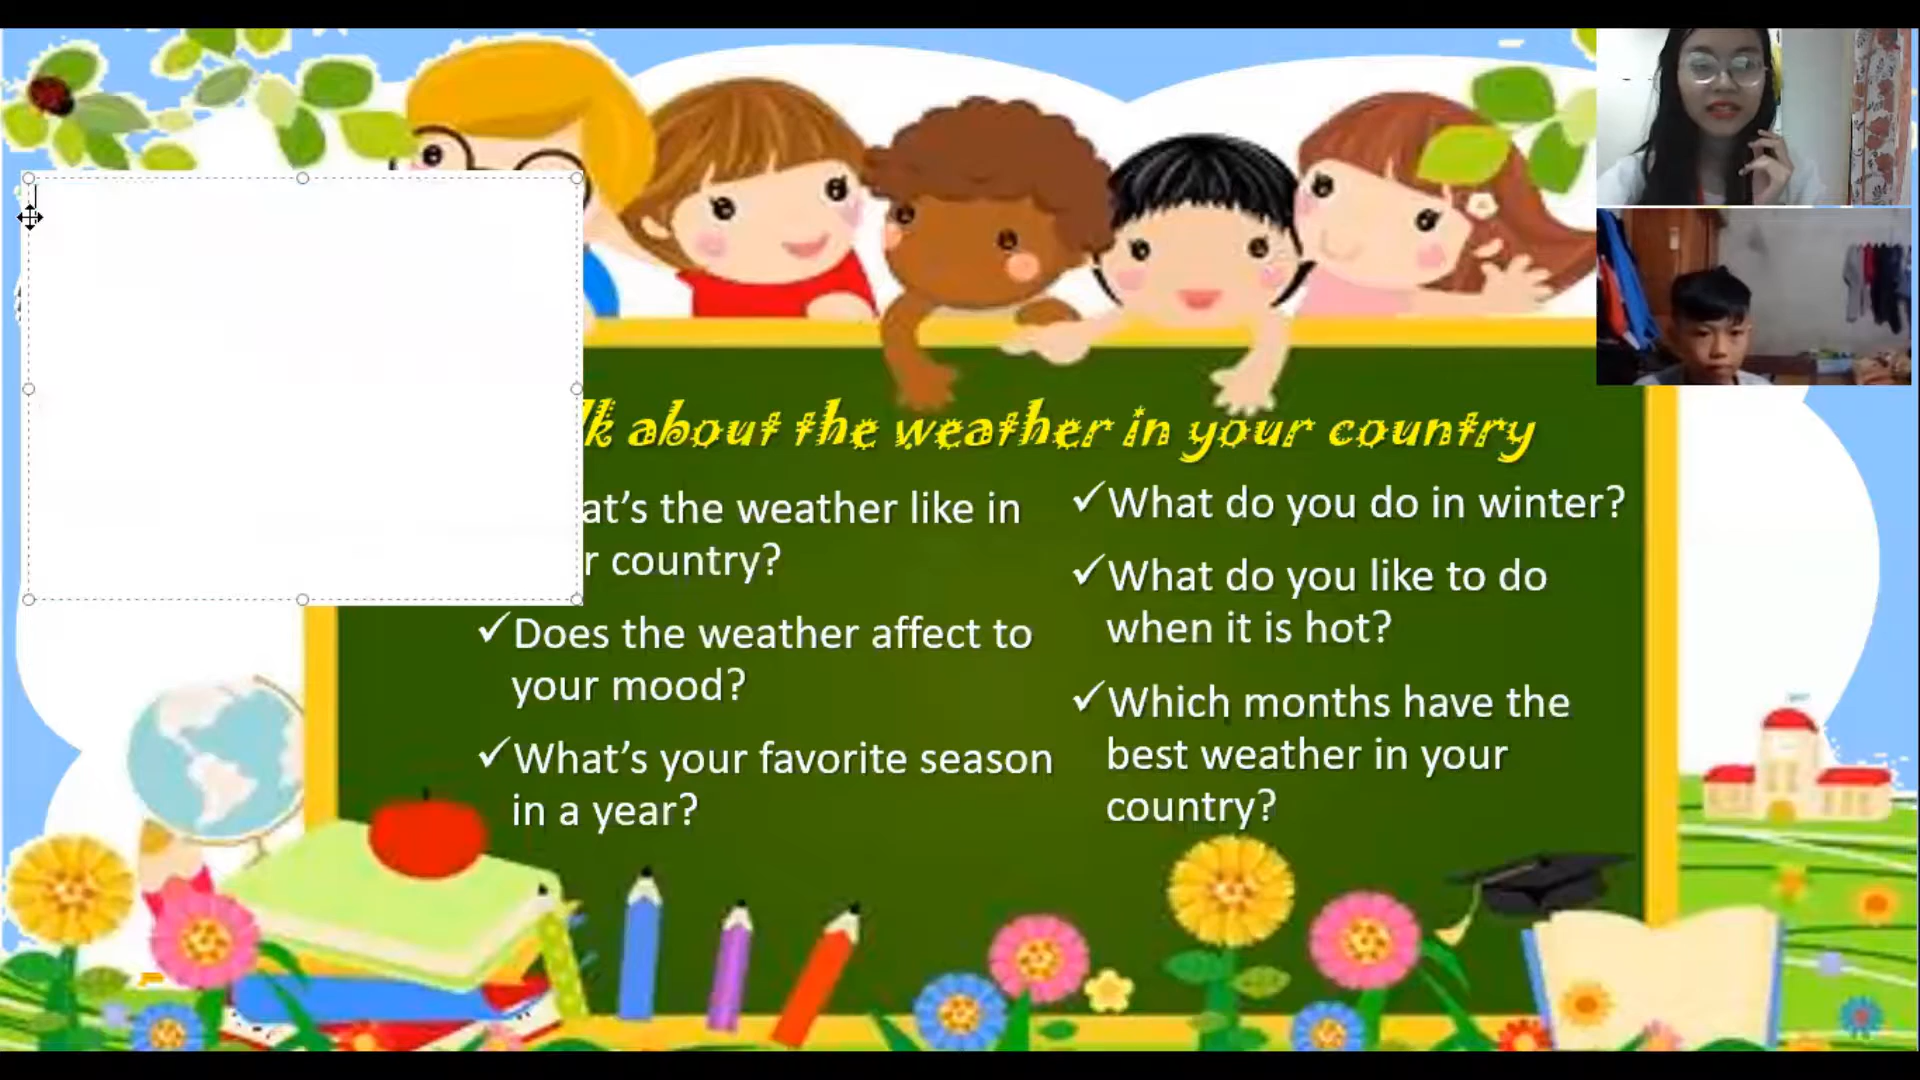 about the weather in your country
the weather like in
country?
✓Does the weather affect to
your mood?
✓What's your favorite season
in a year?
✓What do you do in winter?
✓What do you like to do
when it is hot?
✓Which months have the
best weather in your
country?